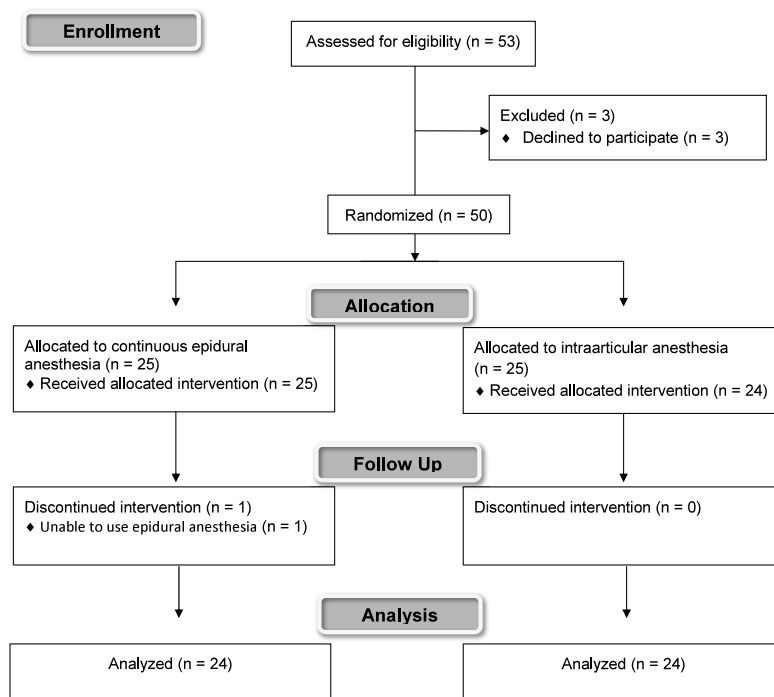 Enrollment
Assessed for eligibility (n = 53)
Excluded (n = 3)
♦ Declined to participate (n = 3)
Randomized (n = 50)
Allocation
Allocated to continuous epidural
anesthesia (n = 25)
♦ Received allocated intervention (n = 25)
Allocated to intraarticular anesthesia
(n = 25)
♦ Received allocated intervention (n = 24)
Follow Up
Discontinued intervention (n = 1)
♦ Unable to use epidural anesthesia (n = 1)
Discontinued intervention (n = 0)
Analysis
Analyzed (n = 24)
Analyzed (n = 24)